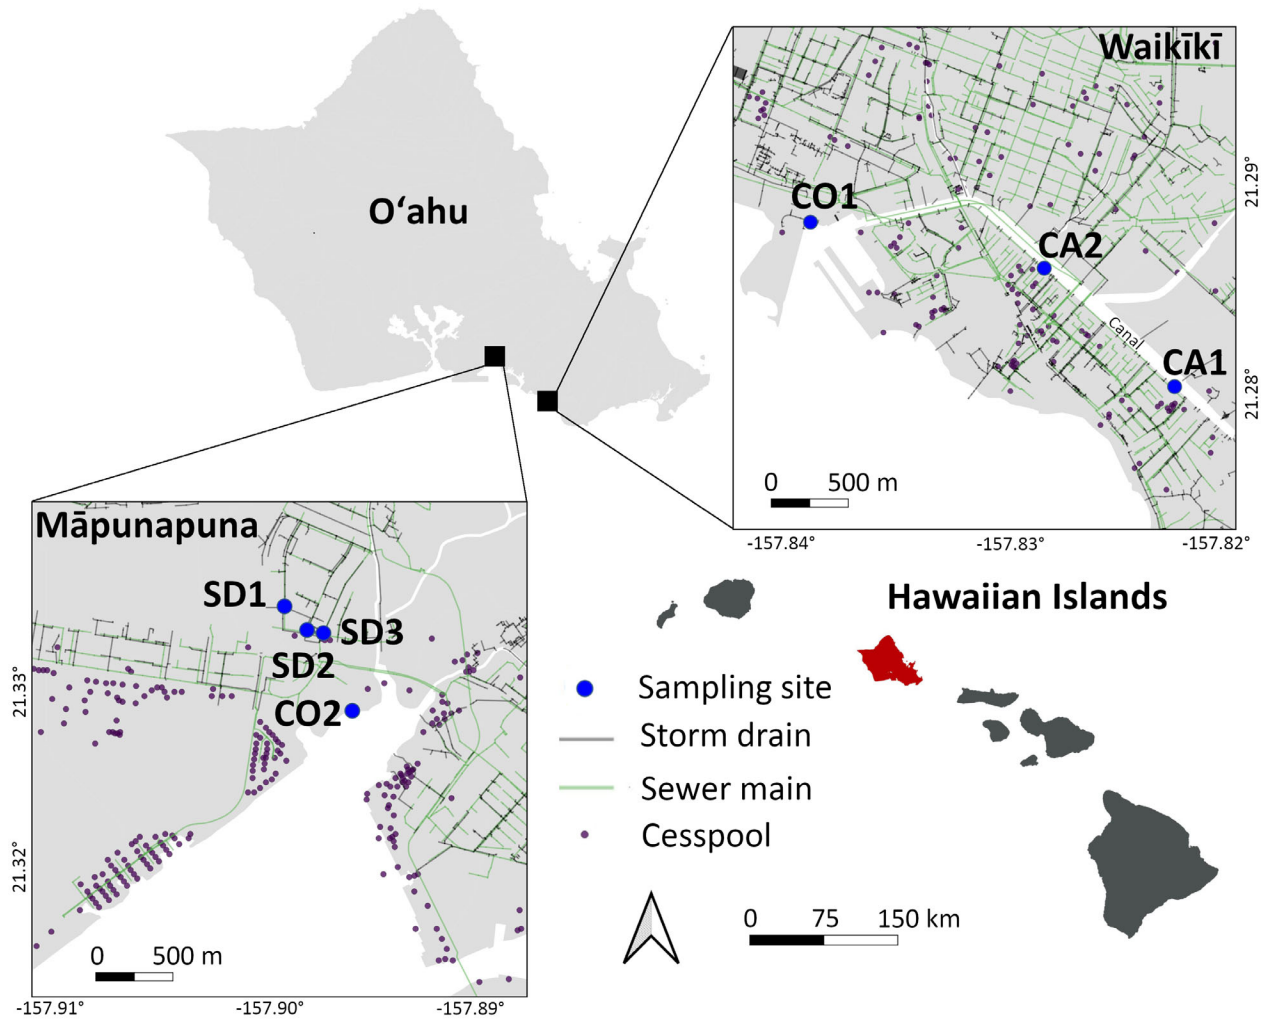 Oʻahu
Waikīkī
CO1
CA2
Canal
CA1
0 500 m
21.29°
21.28°
-157.84° -157.83° -157.82°
Māpunapuna
SD1
SD3
SD2
CO2
0 500 m
21.33°
21.32°
-157.91° -157.90° -157.89°
Hawaiian Islands
Sampling site
Storm drain
Sewer main
Cesspool
0 75 150 km